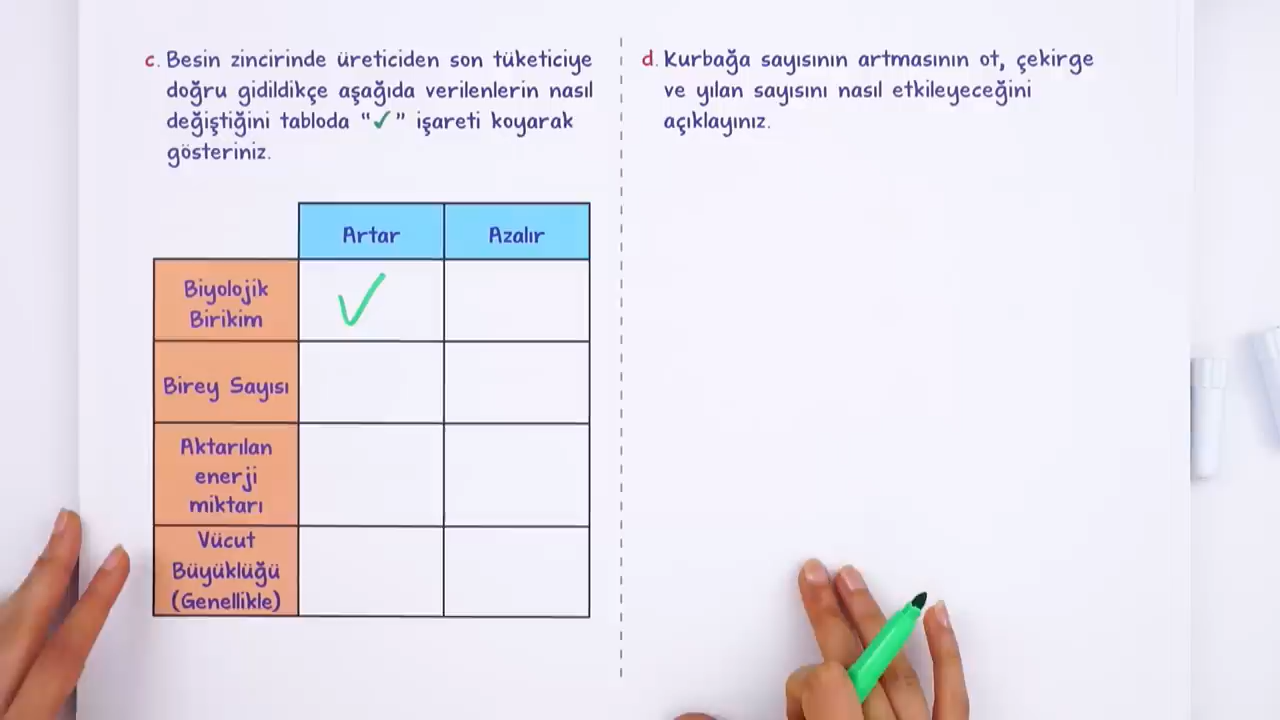 c. Besin zincirinde üreticiden son tüketiciye
doğru gidildikçe aşağıda verilenlerin nasıl
değiştiğini tabloda "✓" işareti koyarak
gösteriniz.
Artar
Azalır
Biyolojik
Birikim
✓
Birey Sayısı
Aktarılan
enerji
miktarı
Vücut
Büyüklüğü
(Genellikle)
d. Kurbağa sayısının artmasının ot, çekirge
ve yılan sayısını nasıl etkileyeceğini
açıklayınız.